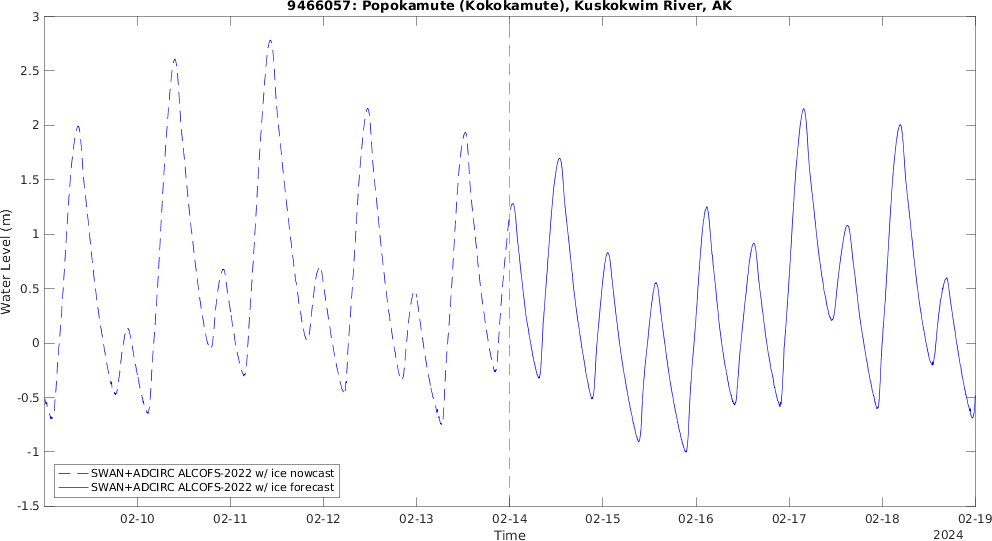 9466057: Popokamute (Kokokamute), Kuskokwim River, AK
3
2.5
2
1.5
1
0.5
0
-0.5
-1
-1.5
Water Level (m)
SWAN+ADCIRC ALCOFS-2022 w/ ice nowcast
SWAN+ADCIRC ALCOFS-2022 w/ ice forecast
02-10 02-11 02-12 02-13 02-14 02-15 02-16 02-17 02-18 02-19
Time
2024